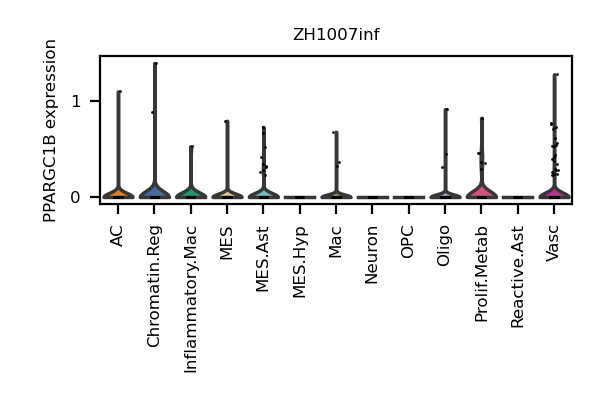 ZH1007inf
PPARGC1B expression
1
0
AC
Chromatin.Reg
Inflammatory.Mac
MES
MES.Ast
MES.Hyp
Mac
Neuron
OPC
Oligo
Prolif.Metab
Reactive.Ast
Vasc